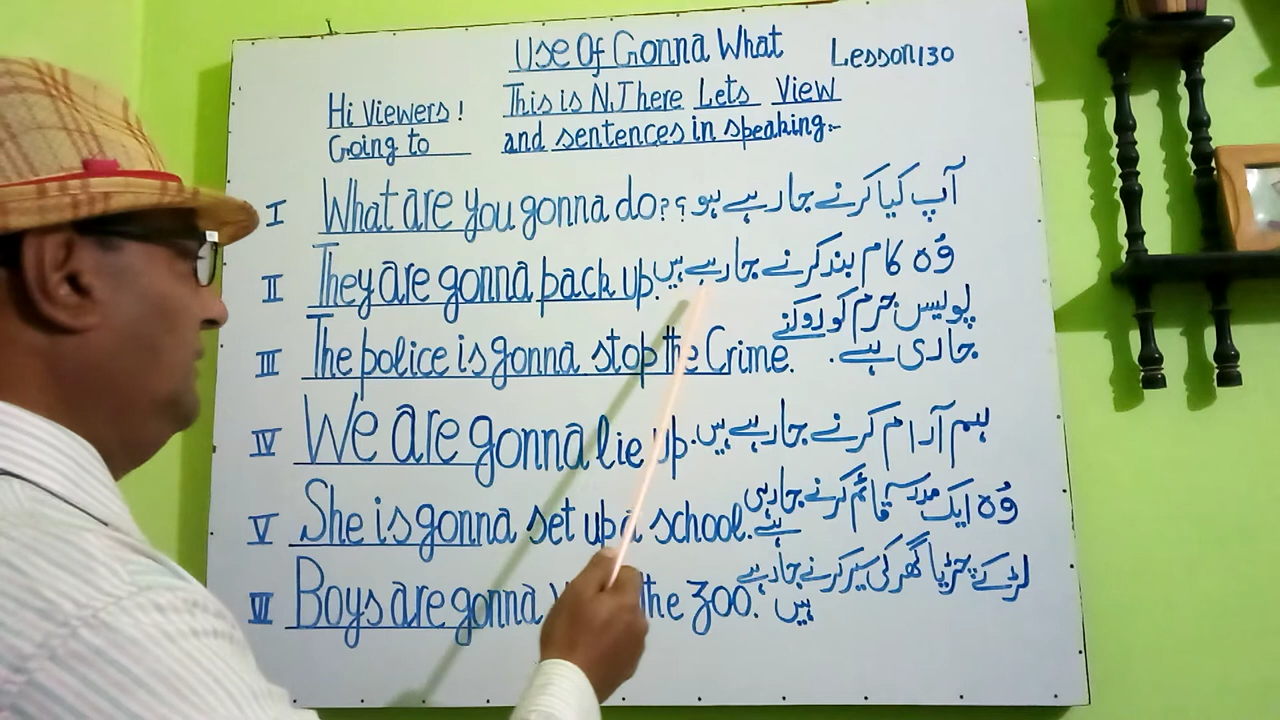 Use Of Gonna What Lesson 130
Hi Viewers! This is N.J here Lets View
Going to and sentences in speaking:-
I What are you gonna do? آپ کیا کرنے جا رہے ہو؟
II They are gonna pack up. وُہ کام بند کرنے جا رہے ہیں
III The police is gonna stop the Crime. پولیس جرم کو روکنے
جا رہی ہے.
IV We are gonna lie up. ہم آرام کرنے جا رہے ہیں
V She is gonna set up a school. وُہ ایک مدرسہ قائم کرنے جا رہی
ہے
VI Boys are gonna the zoo. لڑکے چڑیا گھر کی سیر کرنے جا رہے
ہیں